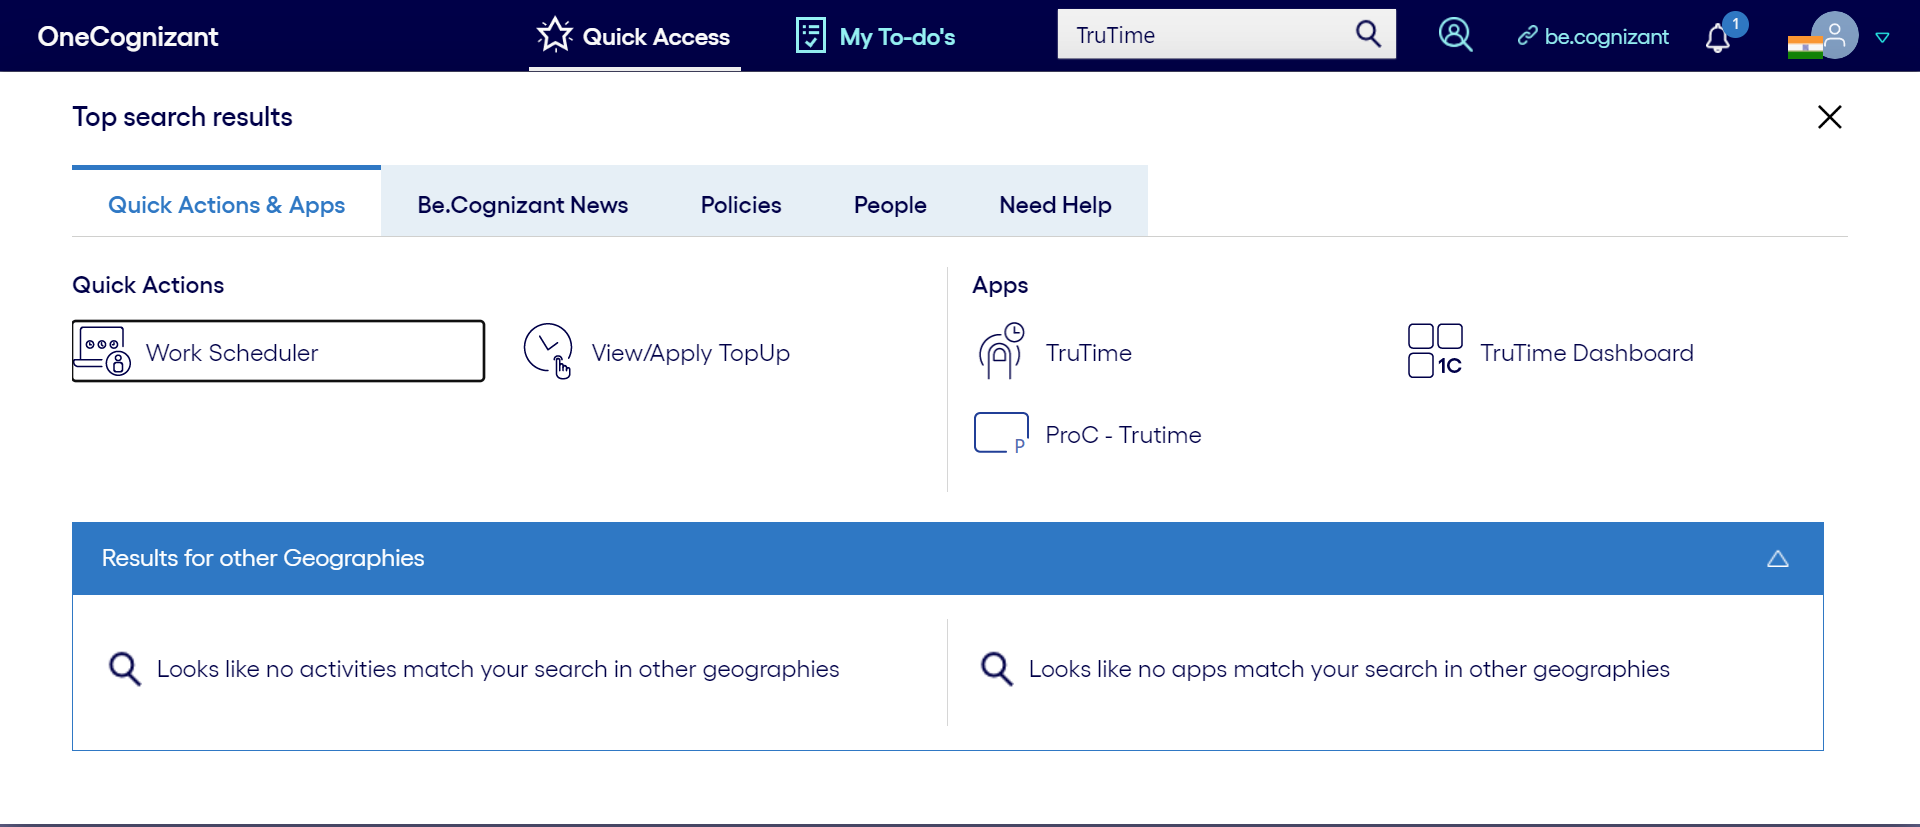 OneCognizant
Quick Access
My To-do's
TruTime
be.cognizant
1
Top search results
Quick Actions & Apps
Be.Cognizant News
Policies
People
Need Help
Quick Actions
Apps
Work Scheduler
View/Apply TopUp
TruTime
1C
TruTime Dashboard
P
ProC - Trutime
Results for other Geographies
Looks like no activities match your search in other geographies
Looks like no apps match your search in other geographies